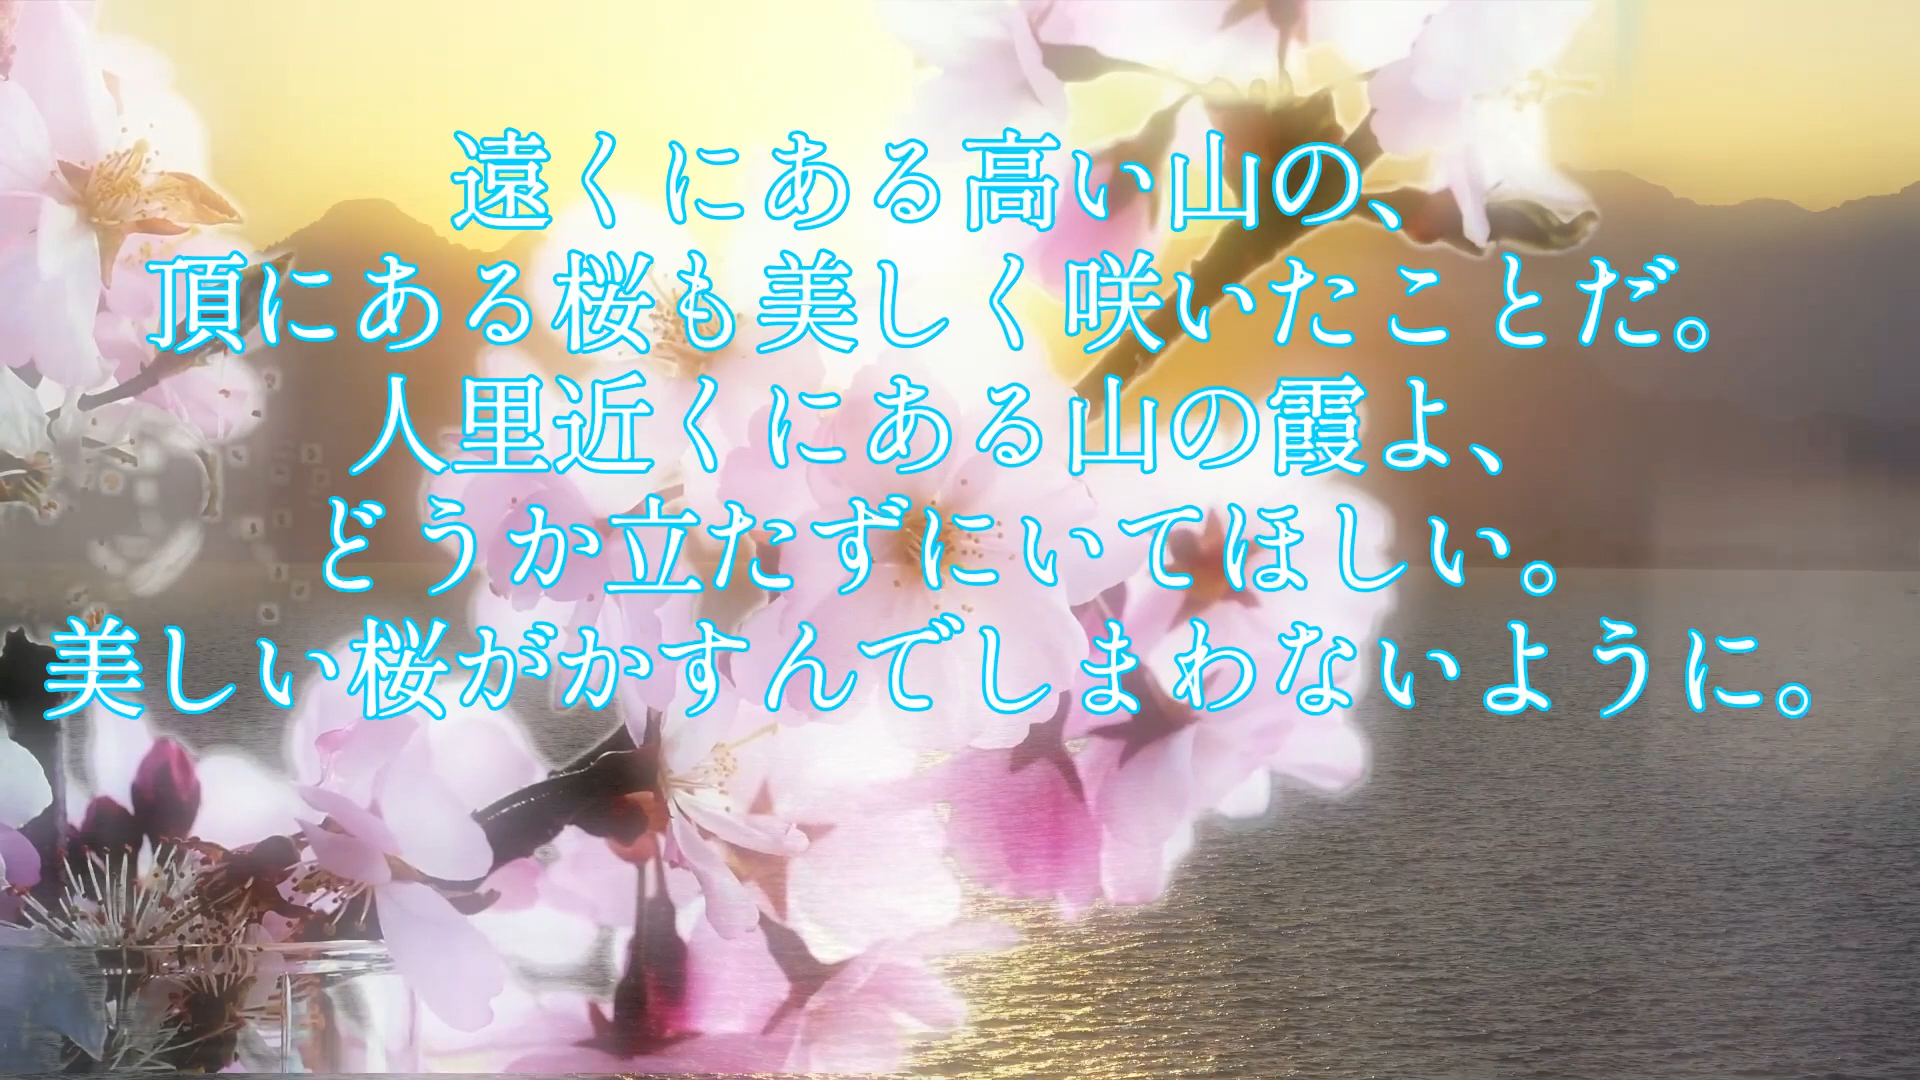 遠くにある高い山の、
頂にある桜も美しく咲いたことだ。
人里近くにある山の霞よ、
どうか立たずにいてほしい。
美しい桜がかすんでしまわないように。